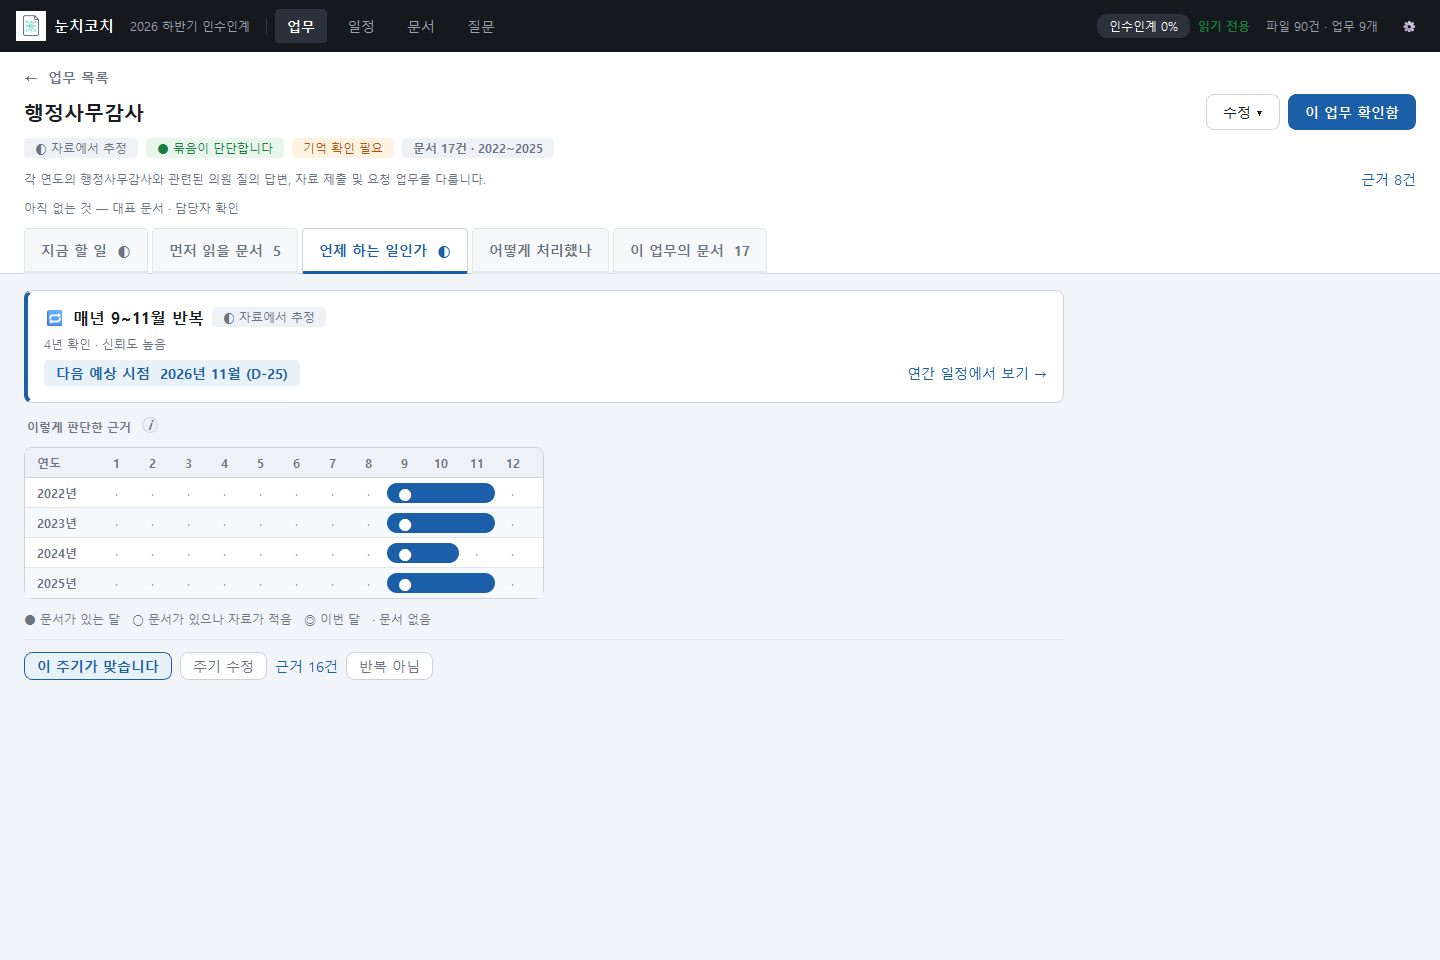 눈치코치 2026 하반기 인수인계 업무 일정 문서 질문 인수인계 0% 읽기 전용 파일 90건 · 업무 9개
← 업무 목록
행정사무감사 수정 ▾ 이 업무 확인함
◐ 자료에서 추정 ● 묶음이 단단합니다 기억 확인 필요 문서 17건 · 2022~2025
각 연도의 행정사무감사와 관련된 의원 질의 답변, 자료 제출 및 요청 업무를 다룹니다. 근거 8건
아직 없는 것 — 대표 문서 · 담당자 확인
지금 할 일 ◐ 먼저 읽을 문서 5 언제 하는 일인가 ◐ 어떻게 처리했나 이 업무의 문서 17
매년 9~11월 반복 ◐ 자료에서 추정
4년 확인 · 신뢰도 높음
다음 예상 시점 2026년 11월 (D-25) 연간 일정에서 보기 →
이렇게 판단한 근거 i
연도 1 2 3 4 5 6 7 8 9 10 11 12
2022년 · · · · · · · · ● ·
2023년 · · · · · · · · ● ·
2024년 · · · · · · · · ● · ·
2025년 · · · · · · · · ● ·
● 문서가 있는 달 ○ 문서가 있으나 자료가 적음 ◎ 이번 달 · 문서 없음
이 주기가 맞습니다 주기 수정 근거 16건 반복 아님